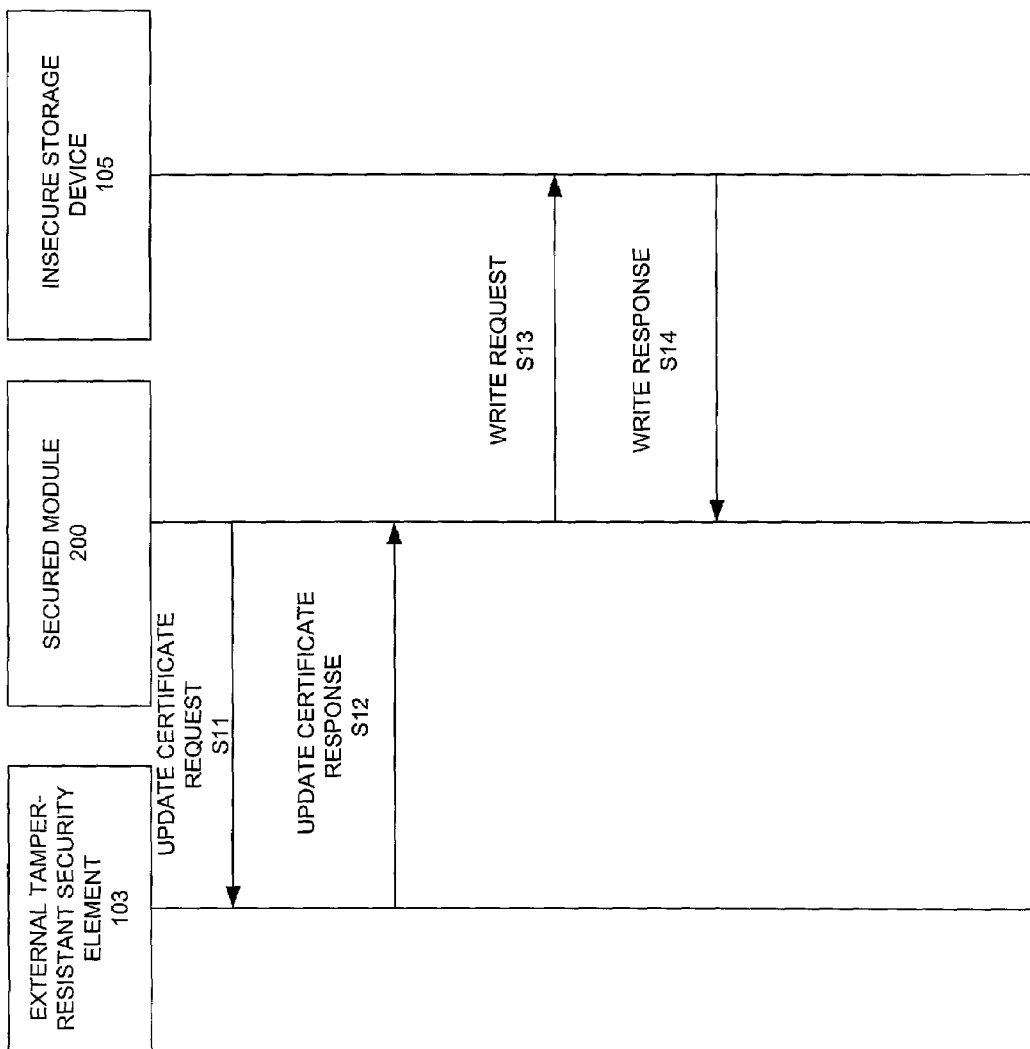 EXTERNAL TAMPER-
RESISTANT SECURITY
ELEMENT
103
SECURED MODULE
200
INSECURE STORAGE
DEVICE
105
UPDATE CERTIFICATE
REQUEST
S11
UPDATE CERTIFICATE
RESPONSE
S12
WRITE REQUEST
S13
WRITE RESPONSE
S14